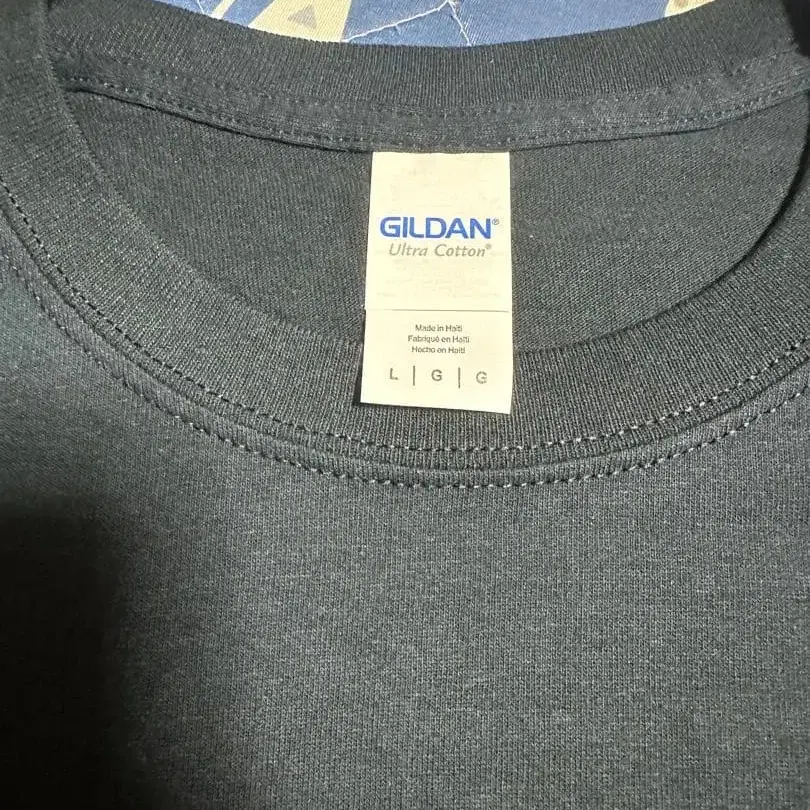 GILDAN®
Ultra Cotton®
Made in Haiti
Fabriqué en Haïti
Hecho en Haití
L | G | G